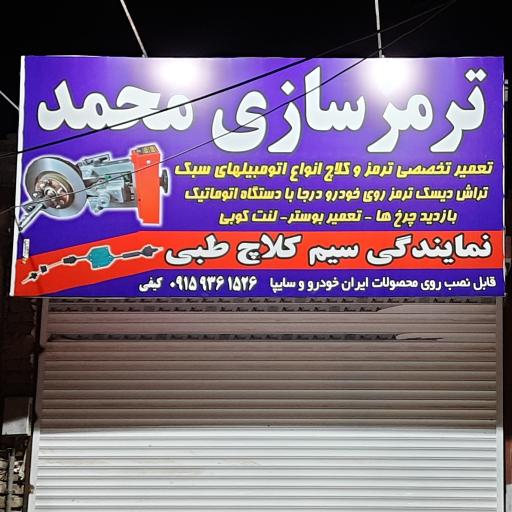 ترمز سازی محمد
تعمیر تخصصی ترمز و کلاچ انواع اتومبیلهای سبک
تراش دیسک ترمز روی خودرو درجا با دستگاه اتوماتیک
بازدید چرخ ها - تعمیر بوستر - لنت کوبی
نمایندگی سیم کلاچ طبی
قابل نصب روی محصولات ایران خودرو و سایپا ۰۹۱۵ ۹۳۶ ۱۵۲۶ کیفی